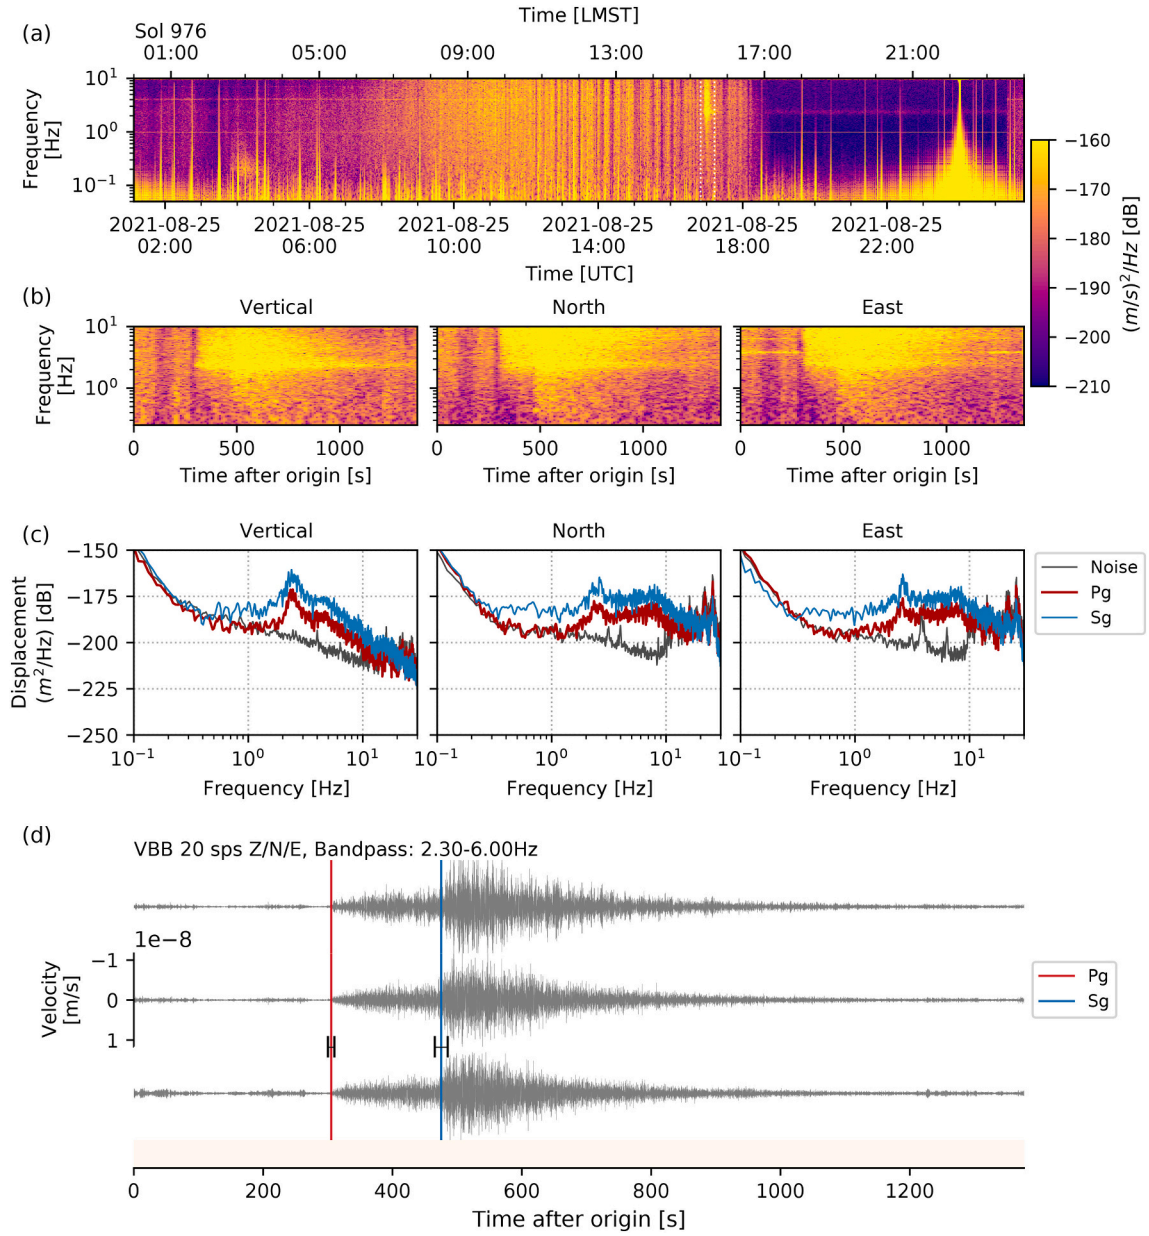 (a)
Time [LMST]
Sol 976
01:00 05:00 09:00 13:00 17:00 21:00
Frequency
[Hz]
10¹
10⁰
10⁻¹
2021-08-25 2021-08-25 2021-08-25 2021-08-25 2021-08-25 2021-08-25
02:00 06:00 10:00 14:00 18:00 22:00
Time [UTC]
−160
−170
−180
−190
−200
−210
(m/s)²/Hz [dB]
(b)
Vertical North East
Frequency
[Hz]
10¹
10⁰
0 500 1000 0 500 1000 0 500 1000
Time after origin [s] Time after origin [s] Time after origin [s]
(c)
Vertical North East
Displacement
(m²/Hz) [dB]
−150
−175
−200
−225
−250
10⁻¹ 10⁰ 10¹ 10⁻¹ 10⁰ 10¹ 10⁻¹ 10⁰ 10¹
Frequency [Hz] Frequency [Hz] Frequency [Hz]
Noise
Pg
Sg
(d)
VBB 20 sps Z/N/E, Bandpass: 2.30-6.00Hz
1e−8
Velocity
[m/s]
−1
0
1
Pg
Sg
0 200 400 600 800 1000 1200
Time after origin [s]